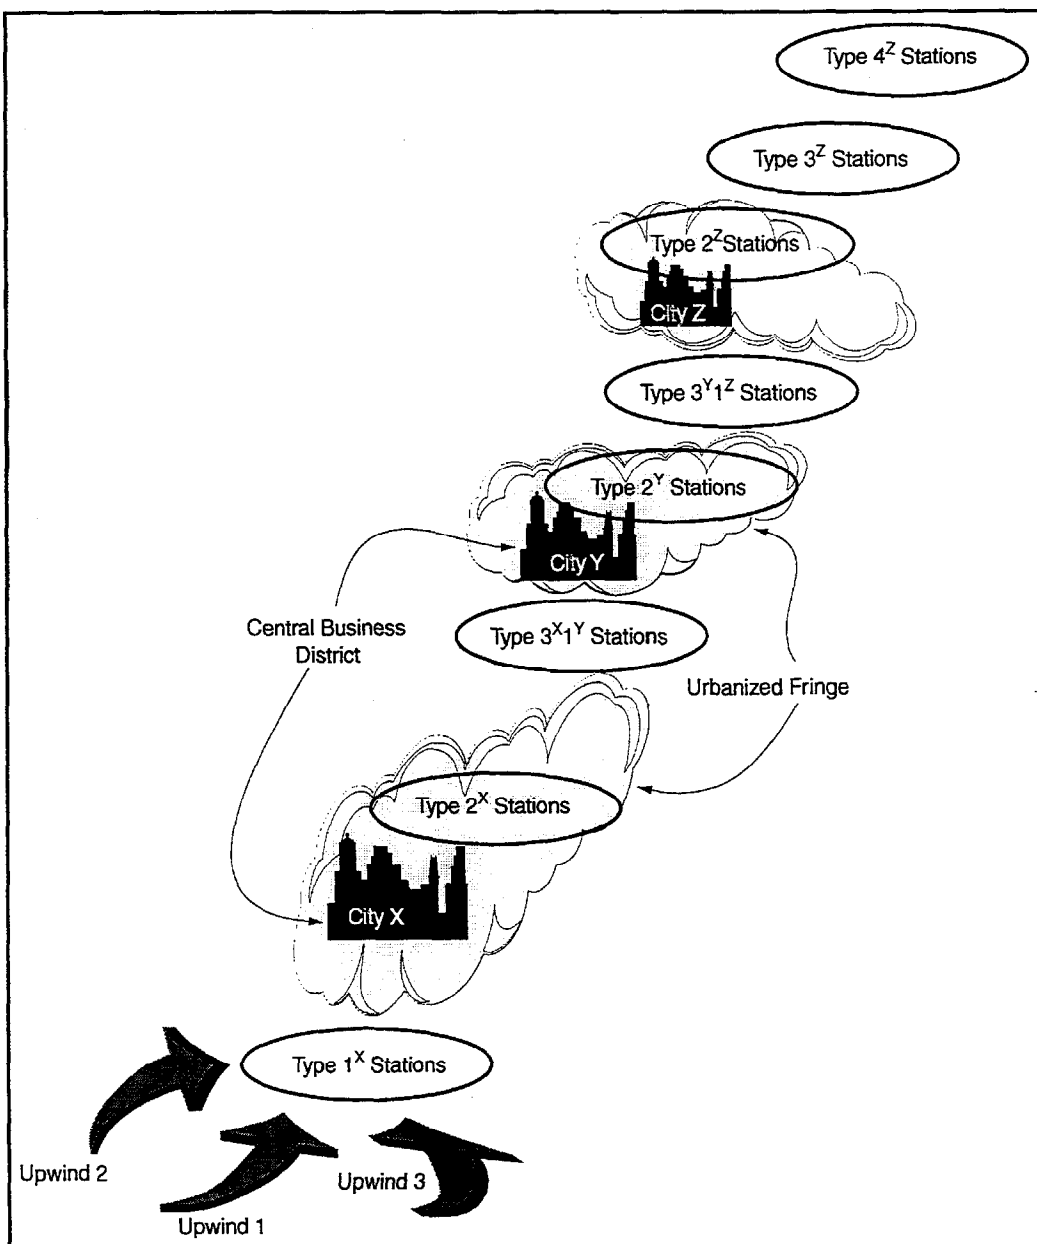 Type 4^Z Stations
Type 3^Z Stations
Type 2^Z Stations
City Z
Type 3^Y1^Z Stations
Type 2^Y Stations
City Y
Central Business
District
Type 3^X1^Y Stations
Urbanized Fringe
Type 2^X Stations
City X
Type 1^X Stations
Upwind 2
Upwind 3
Upwind 1